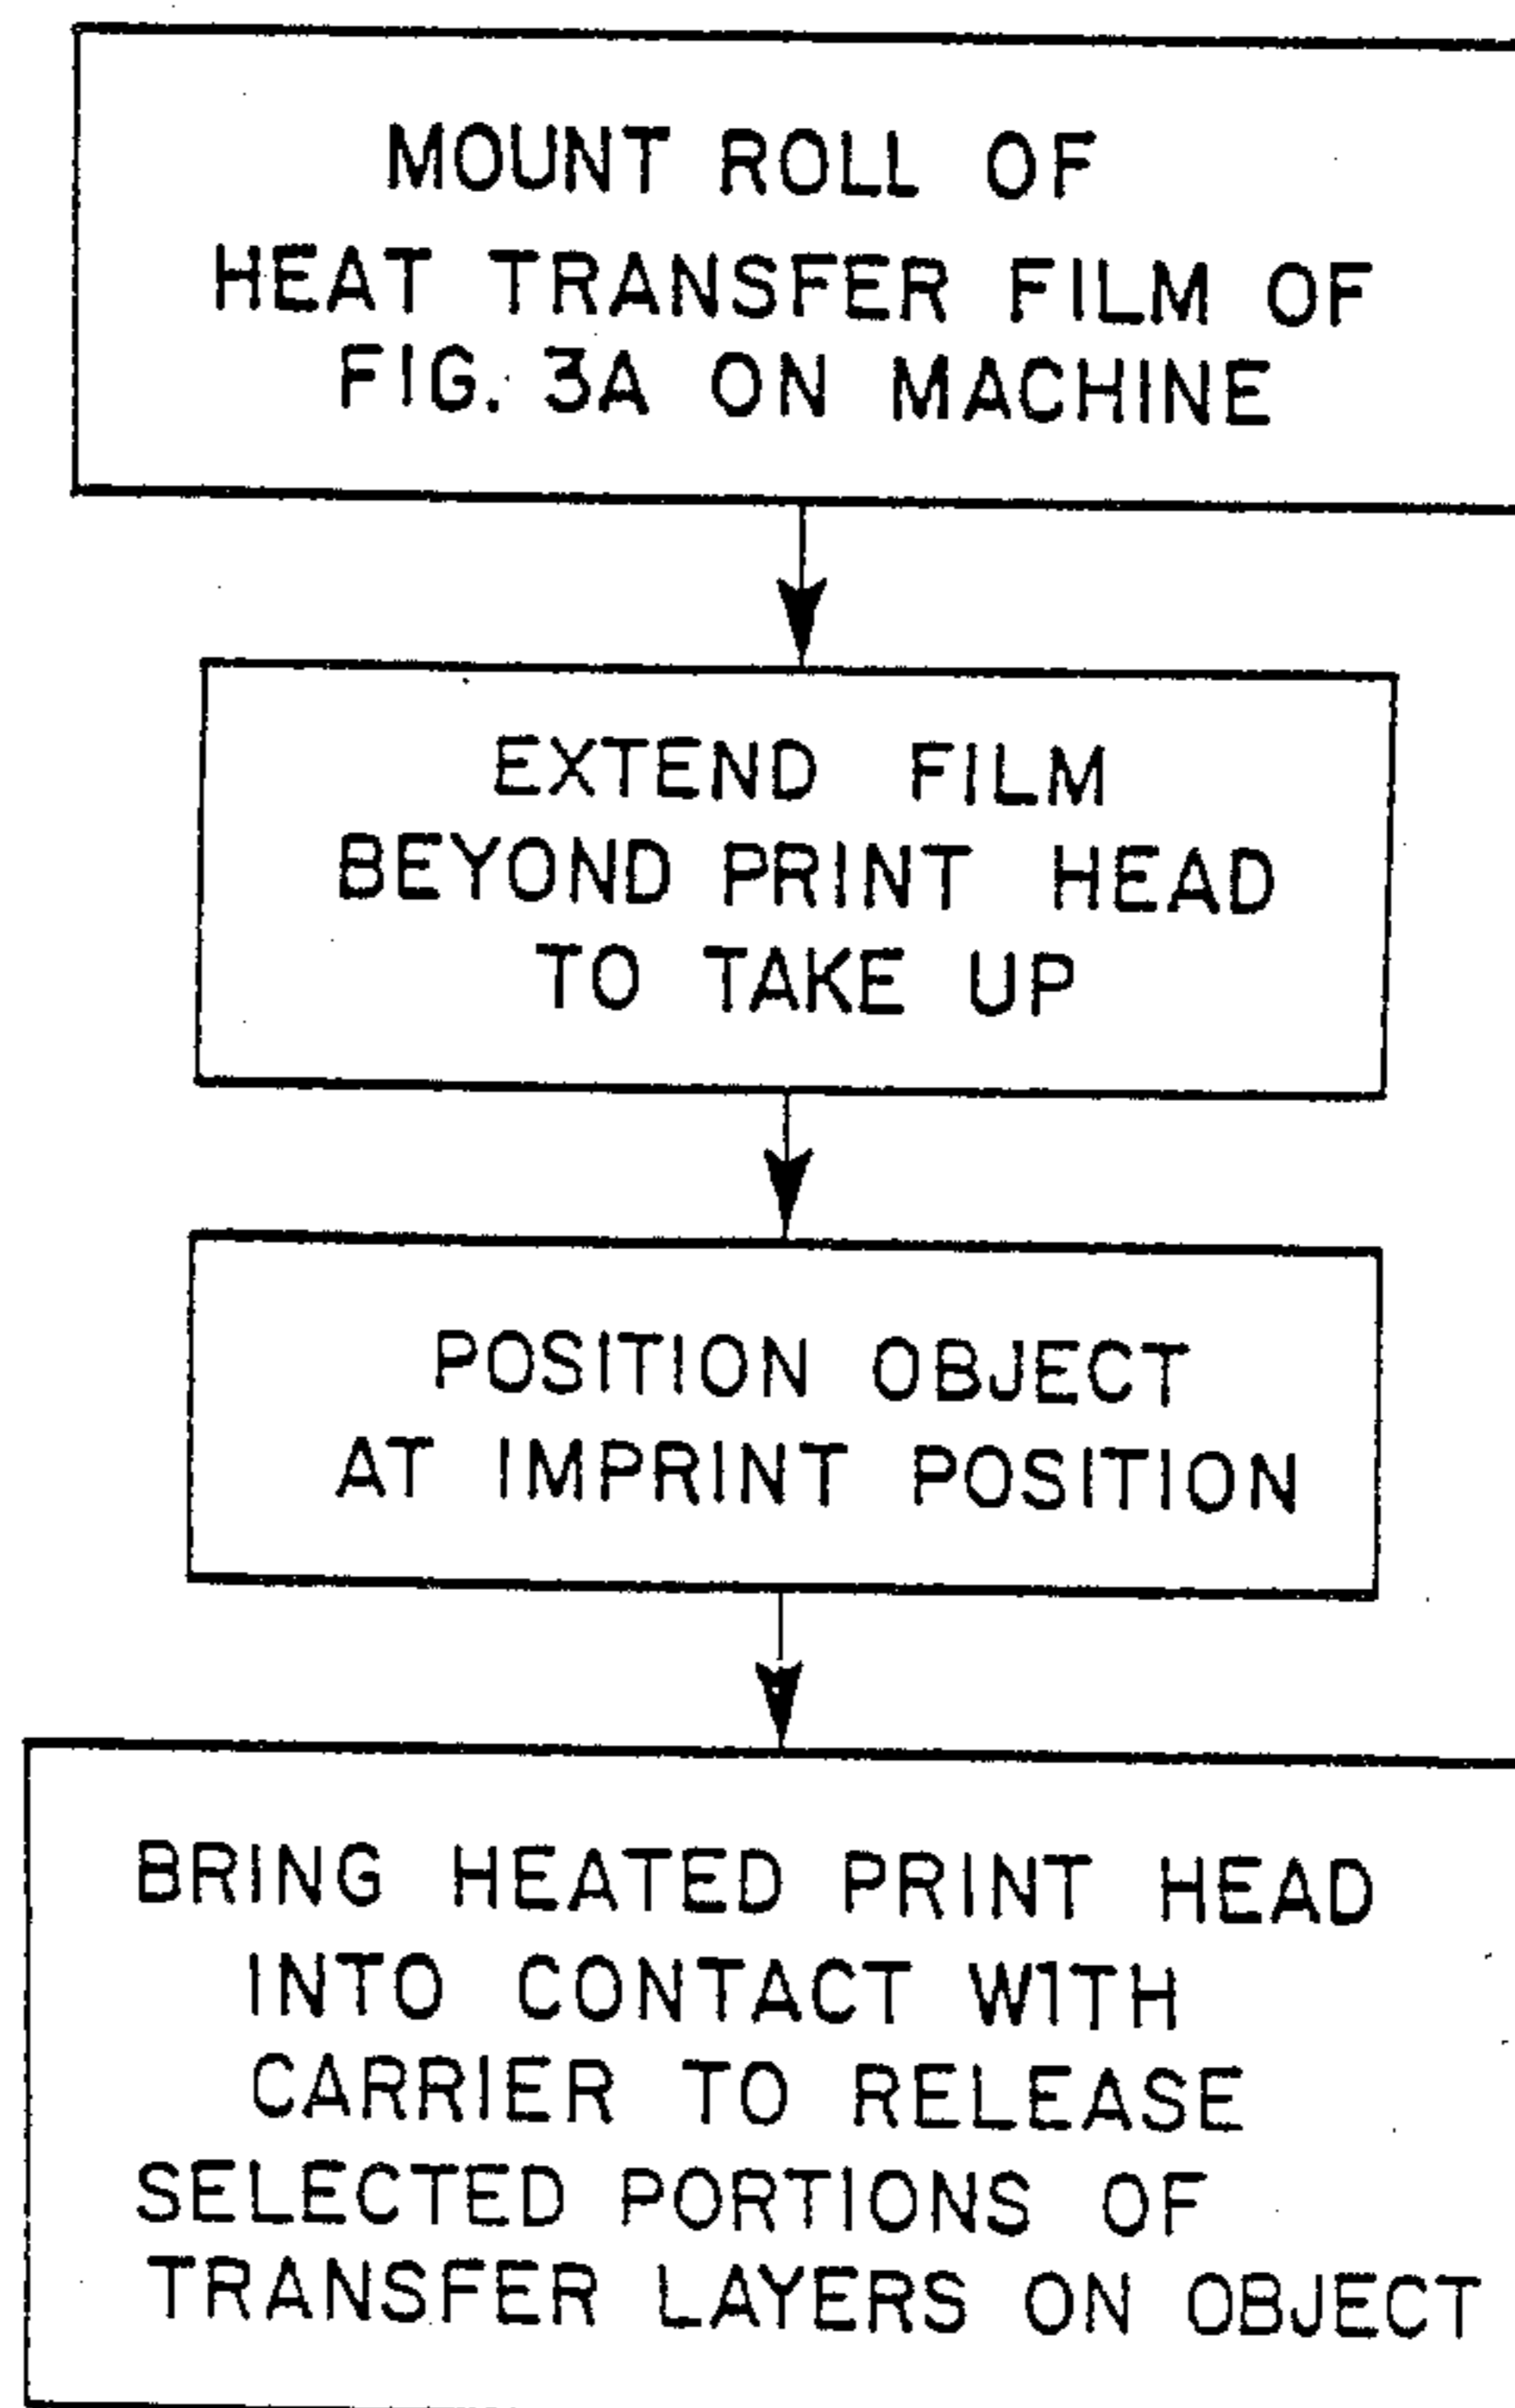 MOUNT ROLL OF
HEAT TRANSFER FILM OF
FIG. 3A ON MACHINE
EXTEND FILM
BEYOND PRINT HEAD
TO TAKE UP
POSITION OBJECT
AT IMPRINT POSITION
BRING HEATED PRINT HEAD
INTO CONTACT WITH
CARRIER TO RELEASE
SELECTED PORTIONS OF
TRANSFER LAYERS ON OBJECT